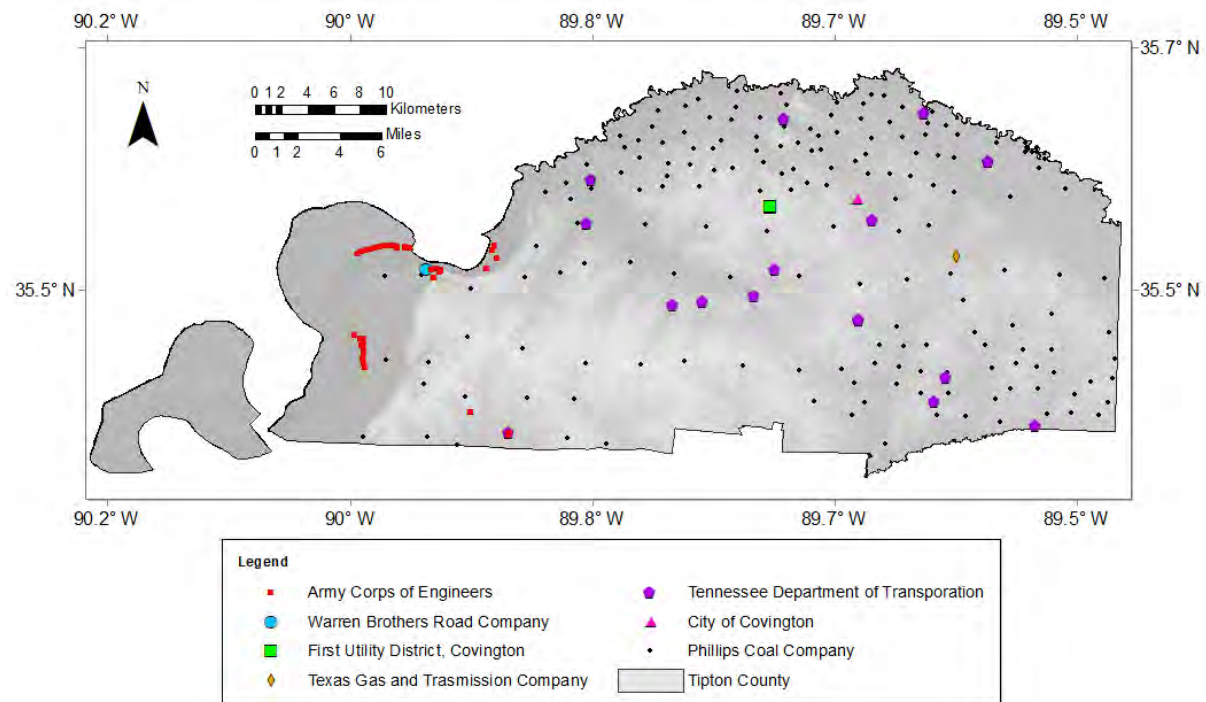 90.2° W 90° W 89.8° W 89.7° W 89.5° W
35.7° N
N
0 1 2 4 6 8 10
Kilometers
Miles
0 1 2 4 6
35.5° N 35.5° N
90.2° W 90° W 89.8° W 89.7° W 89.5° W
Legend
Army Corps of Engineers
Warren Brothers Road Company
First Utility District, Covington
Texas Gas and Trasmission Company
Tennessee Department of Transporation
City of Covington
Phillips Coal Company
Tipton County